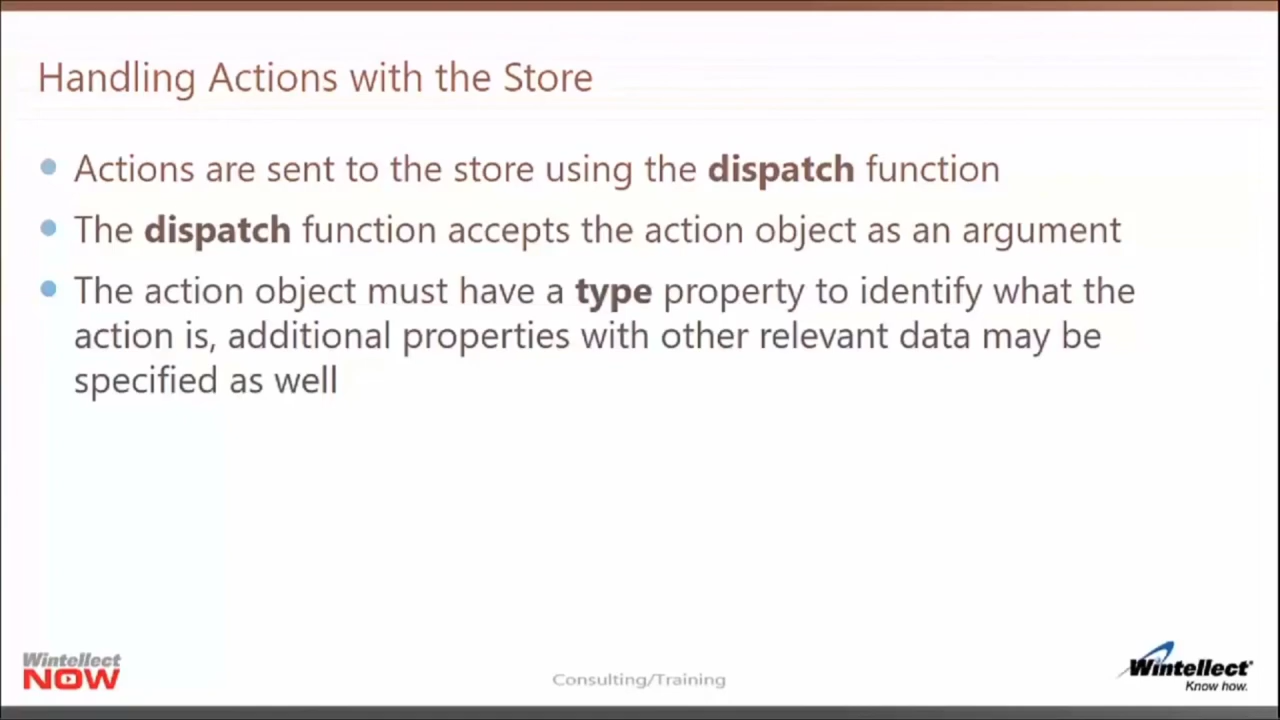 Handling Actions with the Store
Actions are sent to the store using the dispatch function
The dispatch function accepts the action object as an argument
The action object must have a type property to identify what the
action is, additional properties with other relevant data may be
specified as well
Wintellect
NOW
Consulting/Training
Wintellect
Know how.